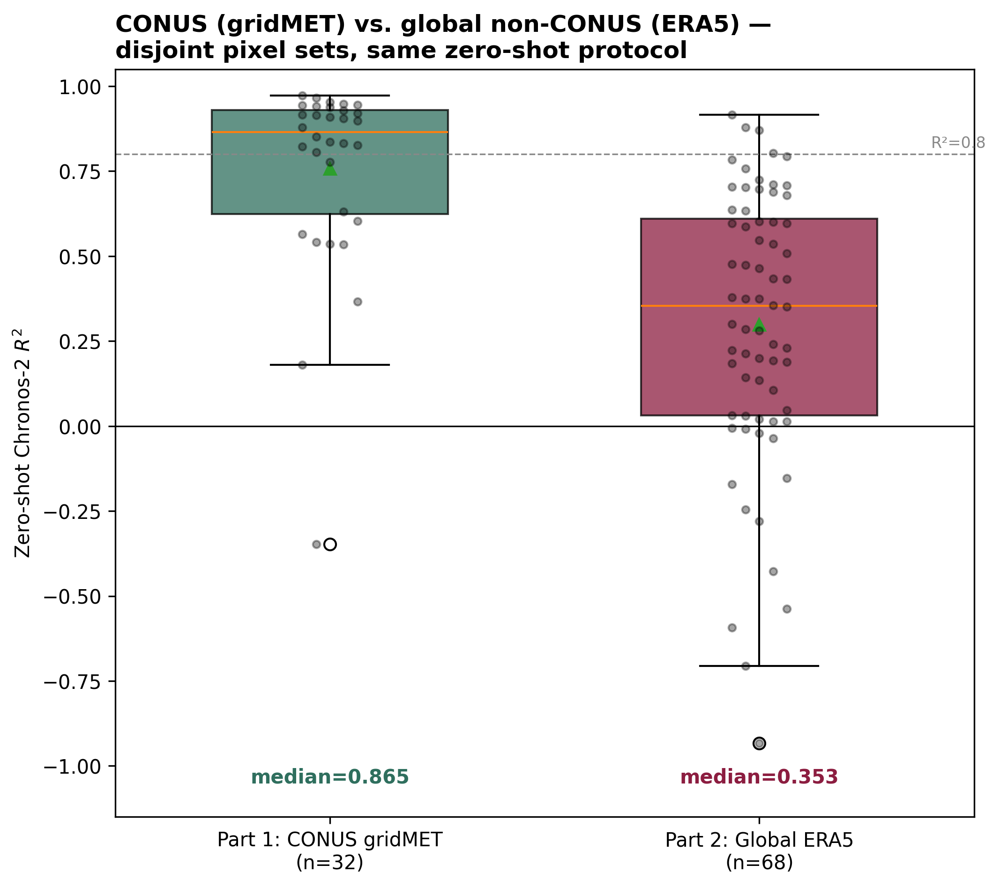 CONUS (gridMET) vs. global non-CONUS (ERA5) —
disjoint pixel sets, same zero-shot protocol
Zero-shot Chronos-2 R²
1.00
0.75
0.50
0.25
0.00
−0.25
−0.50
−0.75
−1.00
R²=0.8
median=0.865
median=0.353
Part 1: CONUS gridMET
(n=32)
Part 2: Global ERA5
(n=68)